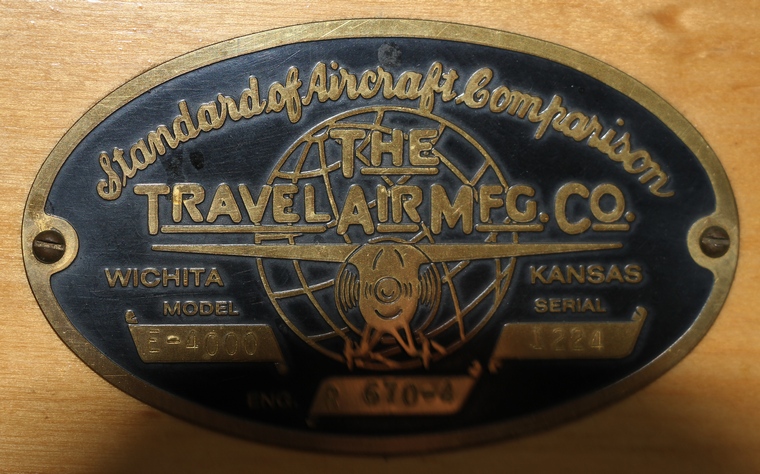 Standard of Aircraft Comparison
THE
TRAVEL AIR MFG. CO.
WICHITA KANSAS
MODEL SERIAL
E-4000 1224
ENG. R 670-4